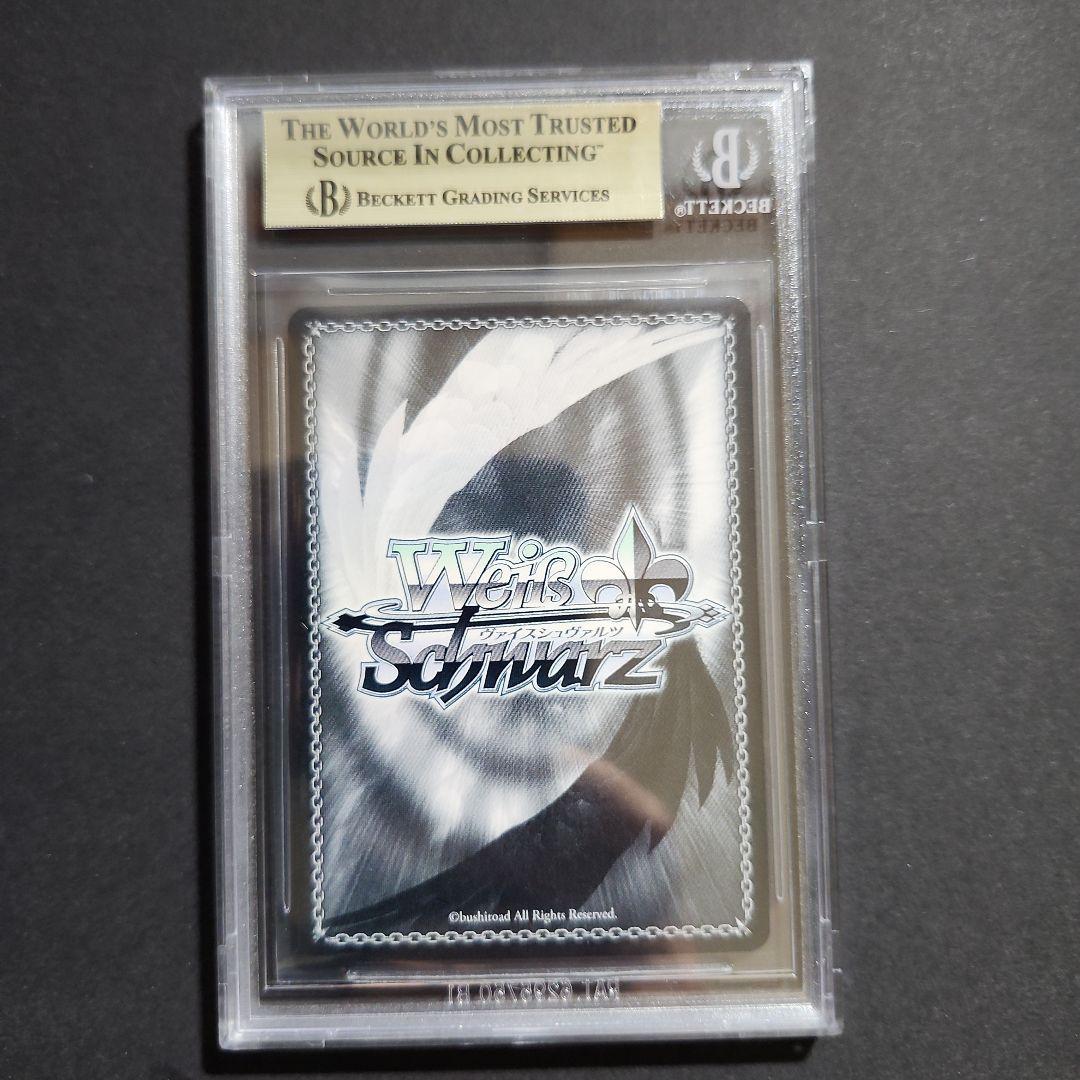 THE WORLD'S MOST TRUSTED
SOURCE IN COLLECTING™
B BECKETT GRADING SERVICES
B
BECKETT®
Weiß
ヴァイスシュヴァルツ
Schwarz
©bushiroad All Rights Reserved.